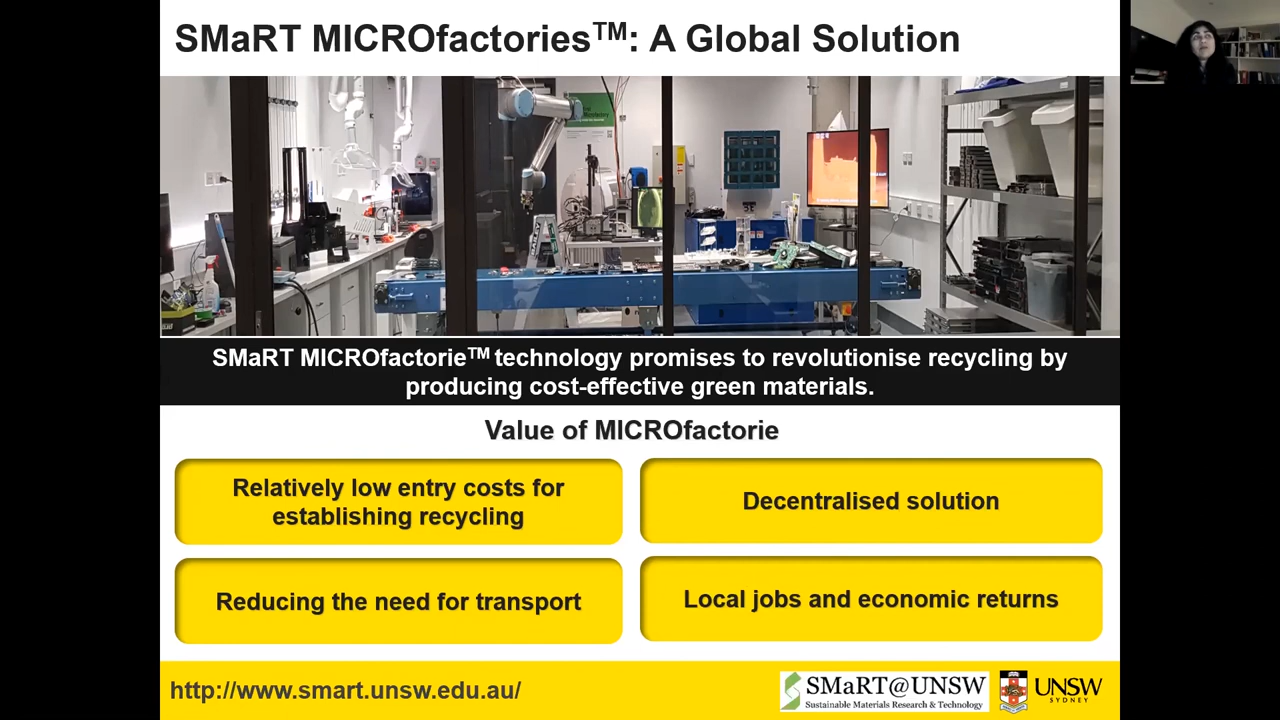 SMaRT MICROfactories™: A Global Solution
SMaRT MICROfactorie™ technology promises to revolutionise recycling by
producing cost-effective green materials.
Value of MICROfactorie
Relatively low entry costs for
establishing recycling
Decentralised solution
Reducing the need for transport
Local jobs and economic returns
http://www.smart.unsw.edu.au/
SMaRT@UNSW
Sustainable Materials Research & Technology
UNSW
SYDNEY